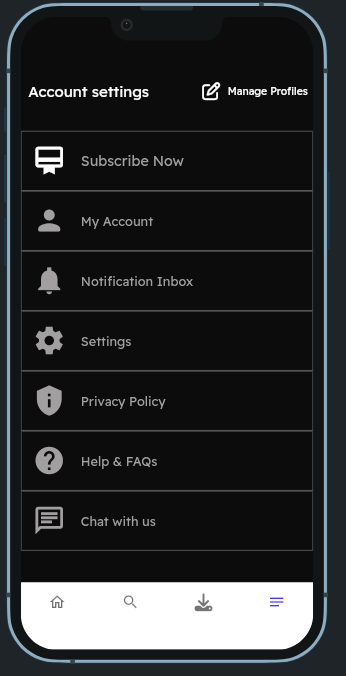 Account settings
Manage Profiles
Subscribe Now
My Account
Notification Inbox
Settings
Privacy Policy
Help & FAQs
Chat with us